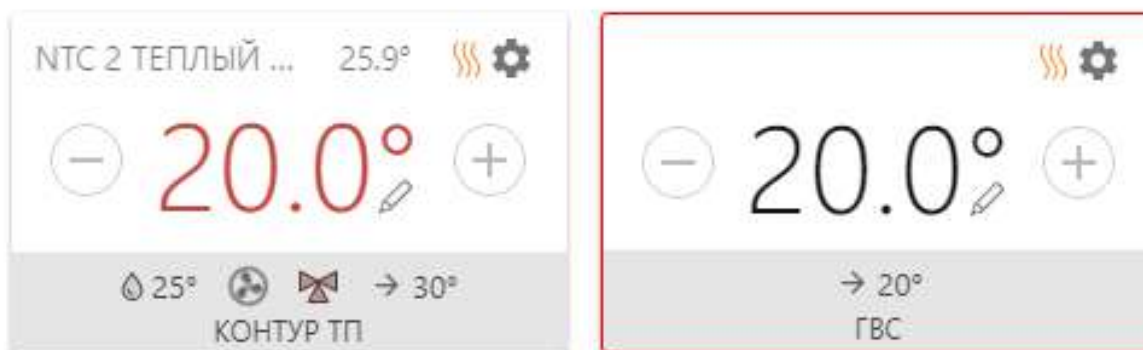 NTC 2 ТЕПЛЫЙ ... 25.9°
20.0°
25° → 30°
КОНТУР ТП
20.0°
→ 20°
ГВС